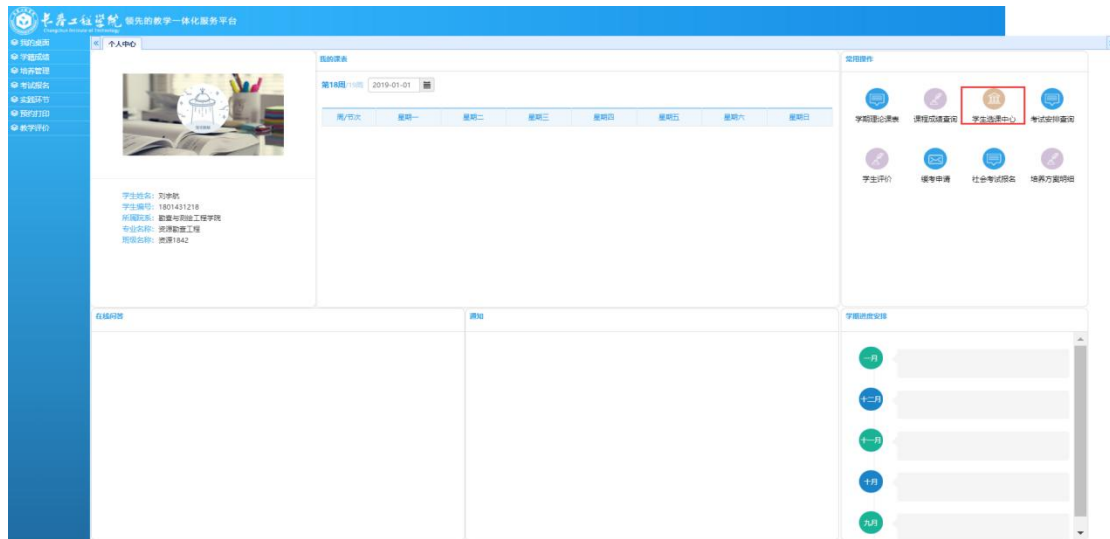 长春工程学院 领先的教学一体化服务平台
Changchun Institute of Technology
我的桌面
学籍成绩
培养管理
考试报名
实践环节
预约打印
教学评价
个人中心
学生姓名：刘宇航
学生编号：1801431218
所属院系：勘查与测绘工程学院
专业名称：资源勘查工程
班级名称：资源1842
我的课表
第18周/19周 2019-01-01
周/节次 星期一 星期二 星期三 星期四 星期五 星期六 星期日
常用操作
学期理论课表 课程成绩查询 学生选课中心 考试安排查询
学生评价 缓考申请 社会考试报名 培养方案明细
在线问答
通知
学期进度安排
一月
十二月
十一月
十月
九月